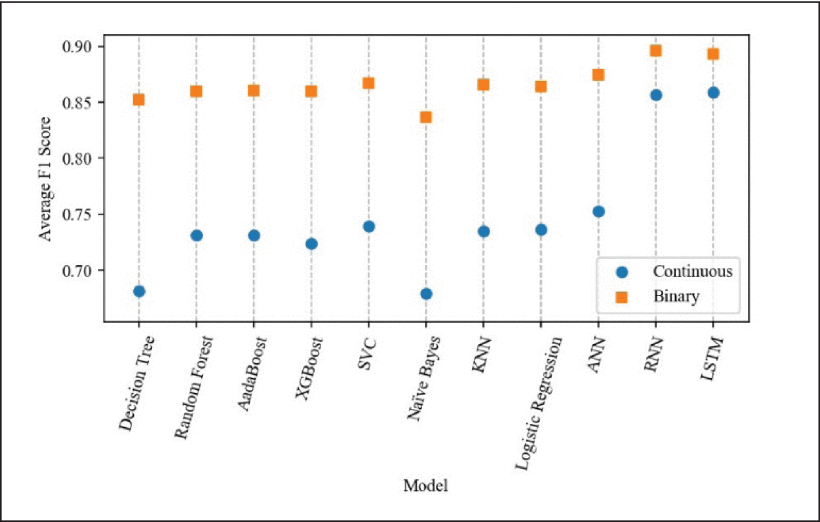 0.90
0.85
0.80
0.75
0.70
Average F1 Score
Continuous
Binary
Decision Tree
Random Forest
AadaBoost
XGBoost
SVC
Naïve Bayes
KNN
Logistic Regression
ANN
RNN
LSTM
Model